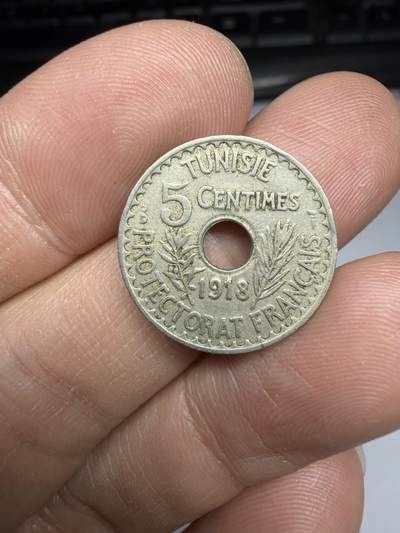 TUNISIE
5 CENTIMES
1918
PROTECTORAT FRANÇAIS